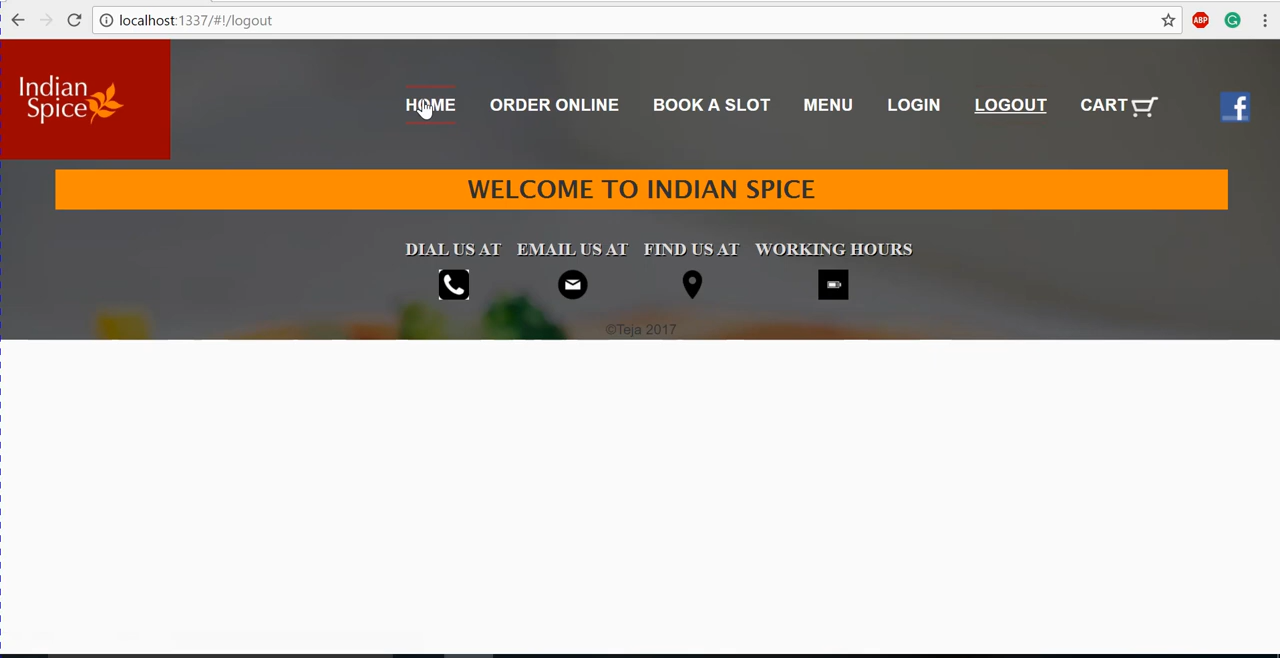 localhost:1337/#!/logout
ABP
Indian
Spice
HOME ORDER ONLINE BOOK A SLOT MENU LOGIN LOGOUT CART
f
WELCOME TO INDIAN SPICE
DIAL US AT EMAIL US AT FIND US AT WORKING HOURS
©Teja 2017